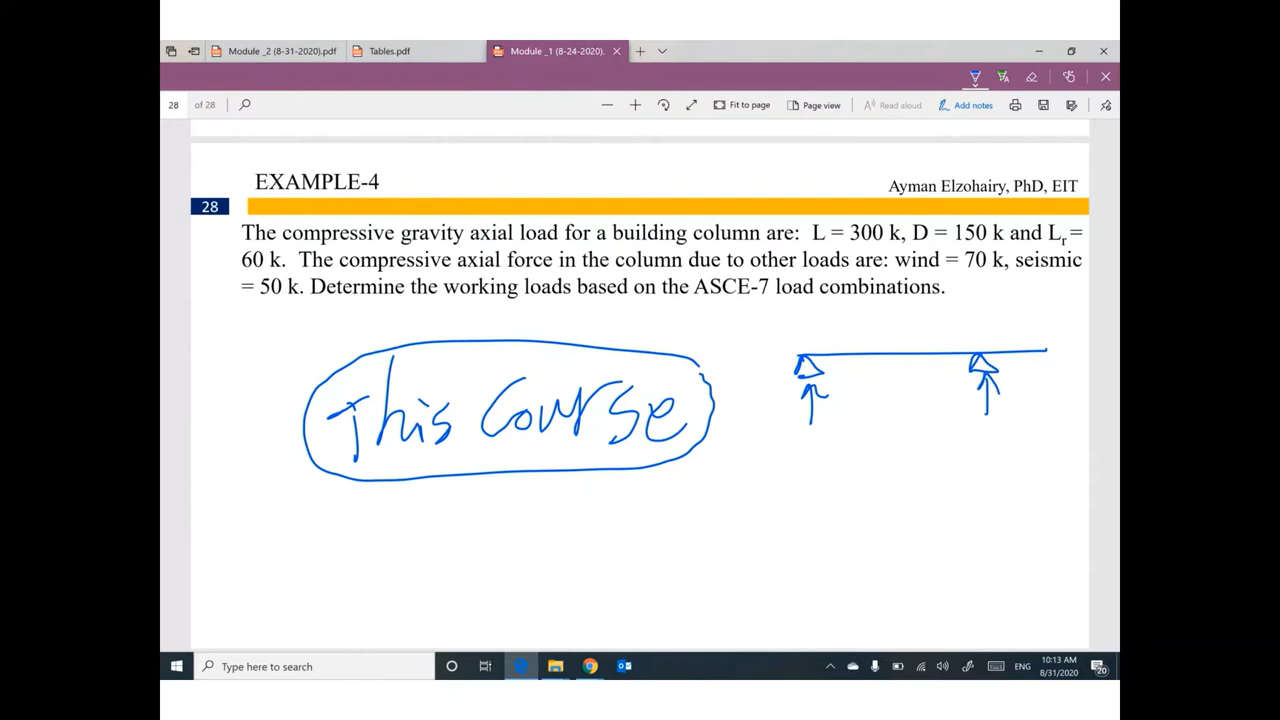 Module _2 (8-31-2020).pdf
Tables.pdf
Module _1 (8-24-2020).
28 of 28
Fit to page
Page view
Read aloud
Add notes
EXAMPLE-4
Ayman Elzohairy, PhD, EIT
28
The compressive gravity axial load for a building column are: L = 300 k, D = 150 k and Lr =
60 k. The compressive axial force in the column due to other loads are: wind = 70 k, seismic
= 50 k. Determine the working loads based on the ASCE-7 load combinations.
This Course
Type here to search
ENG
10:13 AM
8/31/2020
20